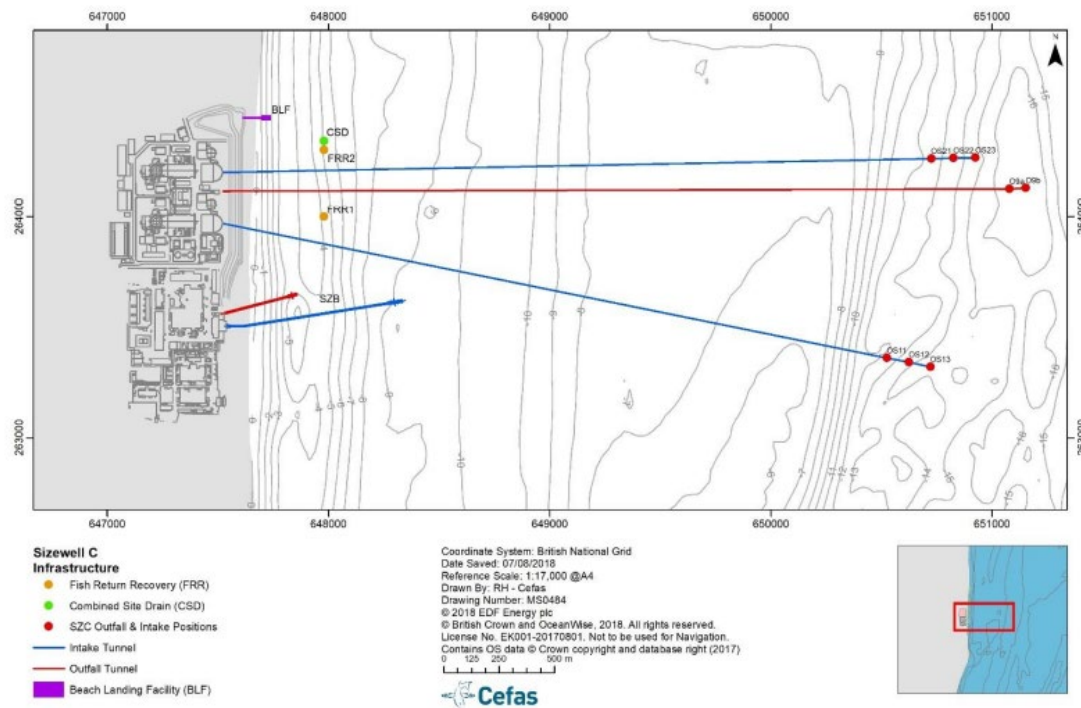 647000 648000 649000 650000 651000
N
BLF
CSD
FRR2
OS21 OS22 OS23
O9a O9b
264000 264000
FRR1
SZB
OS11 OS12 OS13
263000 263000
647000 648000 649000 650000 651000
Sizewell C
Infrastructure
Fish Return Recovery (FRR)
Combined Site Drain (CSD)
SZC Outfall & Intake Positions
Intake Tunnel
Outfall Tunnel
Beach Landing Facility (BLF)
Coordinate System: British National Grid
Date Saved: 07/08/2018
Reference Scale: 1:17,000 @A4
Drawn By: RH - Cefas
Drawing Number: MS0484
© 2018 EDF Energy plc
© British Crown and OceanWise, 2018. All rights reserved.
License No. EK001-20170801. Not to be used for Navigation.
Contains OS data © Crown copyright and database right (2017)
0 125 250 500 m
Cefas